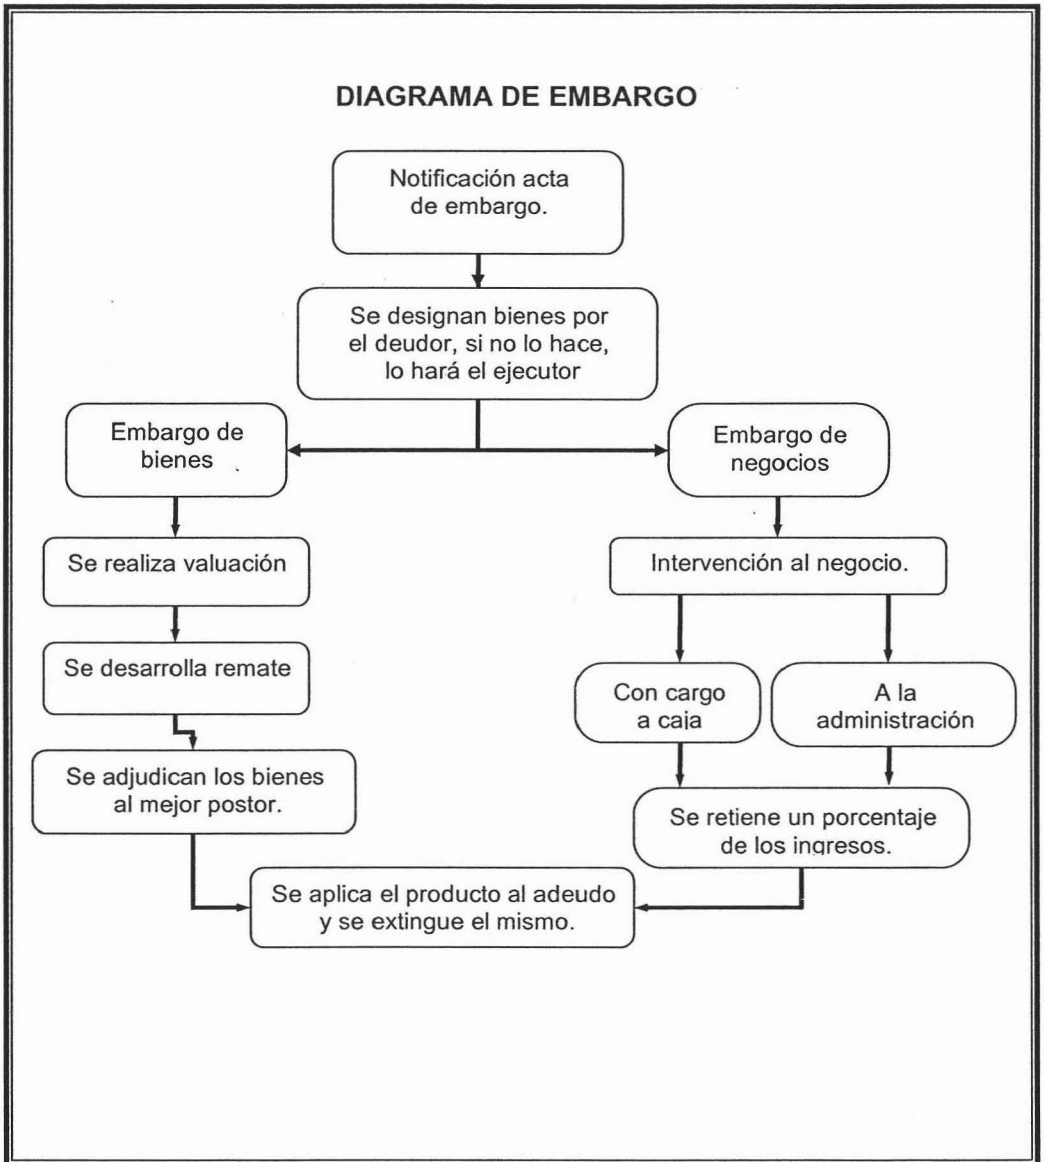 DIAGRAMA DE EMBARGO
Notificación acta
de embargo.
Se designan bienes por
el deudor, si no lo hace,
lo hará el ejecutor
Embargo de
bienes
Embargo de
negocios
Se realiza valuación
Intervención al negocio.
Se desarrolla remate
Con cargo
a caja
A la
administración
Se adjudican los bienes
al mejor postor.
Se retiene un porcentaje
de los ingresos.
Se aplica el producto al adeudo
y se extingue el mismo.